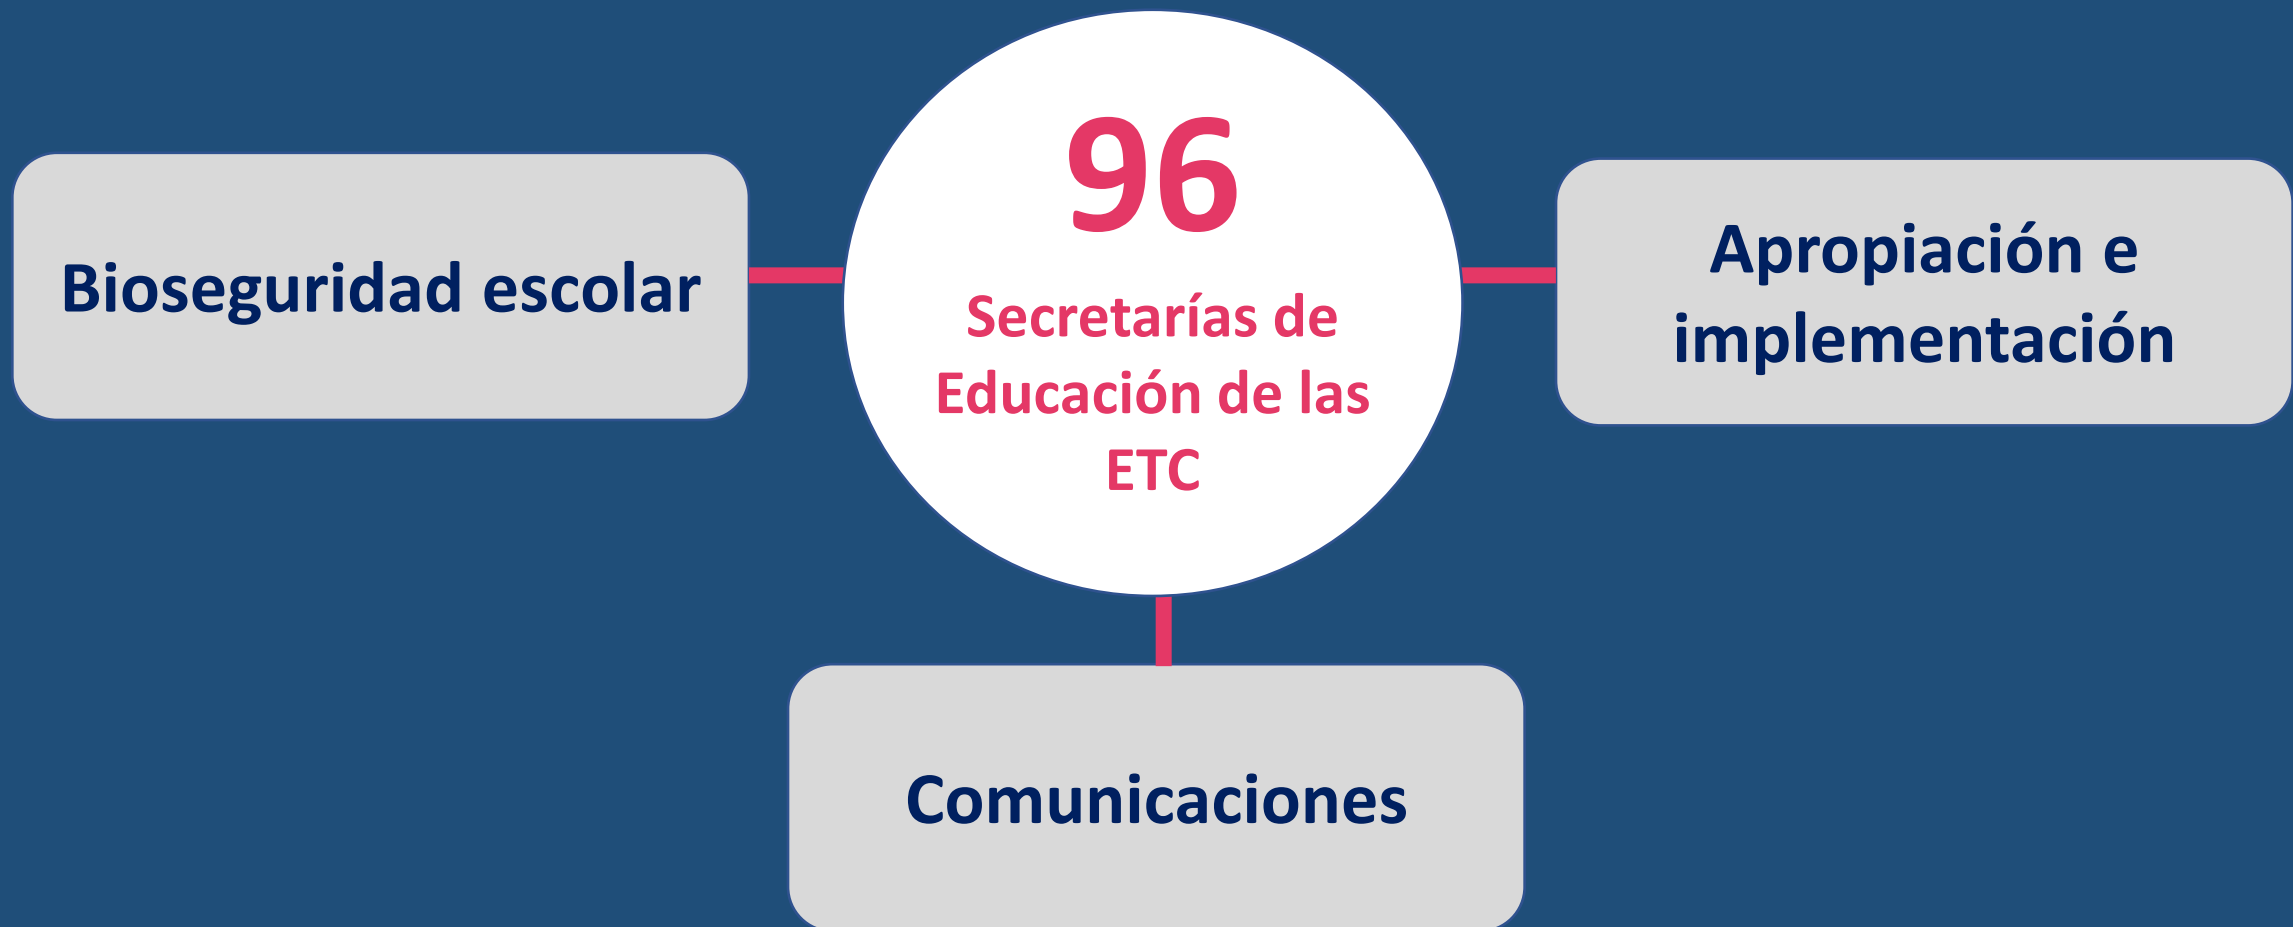 Bioseguridad escolar
96
Secretarías de
Educación de las
ETC
Apropiación e
implementación
Comunicaciones